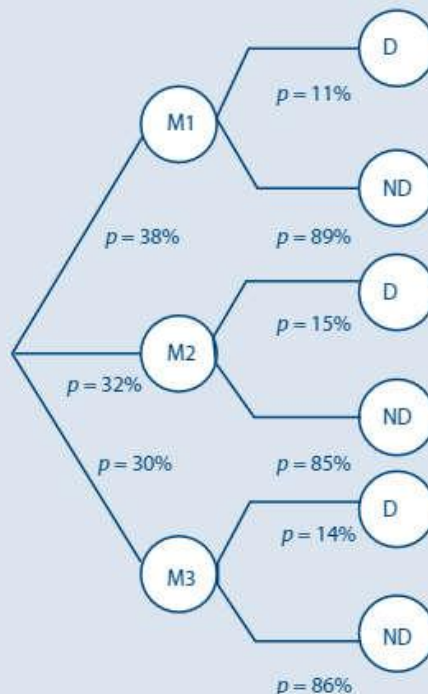 D
p = 11%
M1
ND
p = 38%
p = 89%
D
p = 15%
M2
p = 32%
ND
p = 30%
p = 85%
D
p = 14%
M3
ND
p = 86%